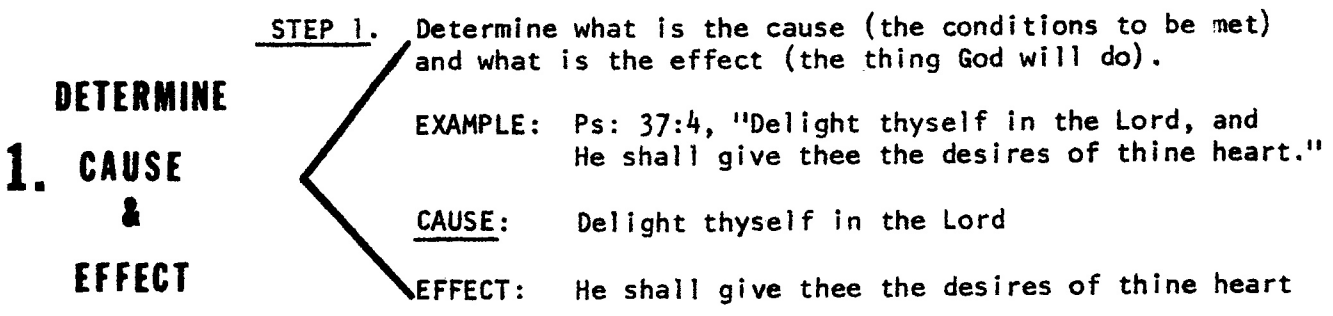 1. DETERMINE
CAUSE
&
EFFECT
STEP 1. Determine what is the cause (the conditions to be met)
and what is the effect (the thing God will do).
EXAMPLE: Ps: 37:4, "Delight thyself in the Lord, and
He shall give thee the desires of thine heart."
CAUSE: Delight thyself in the Lord
EFFECT: He shall give thee the desires of thine heart